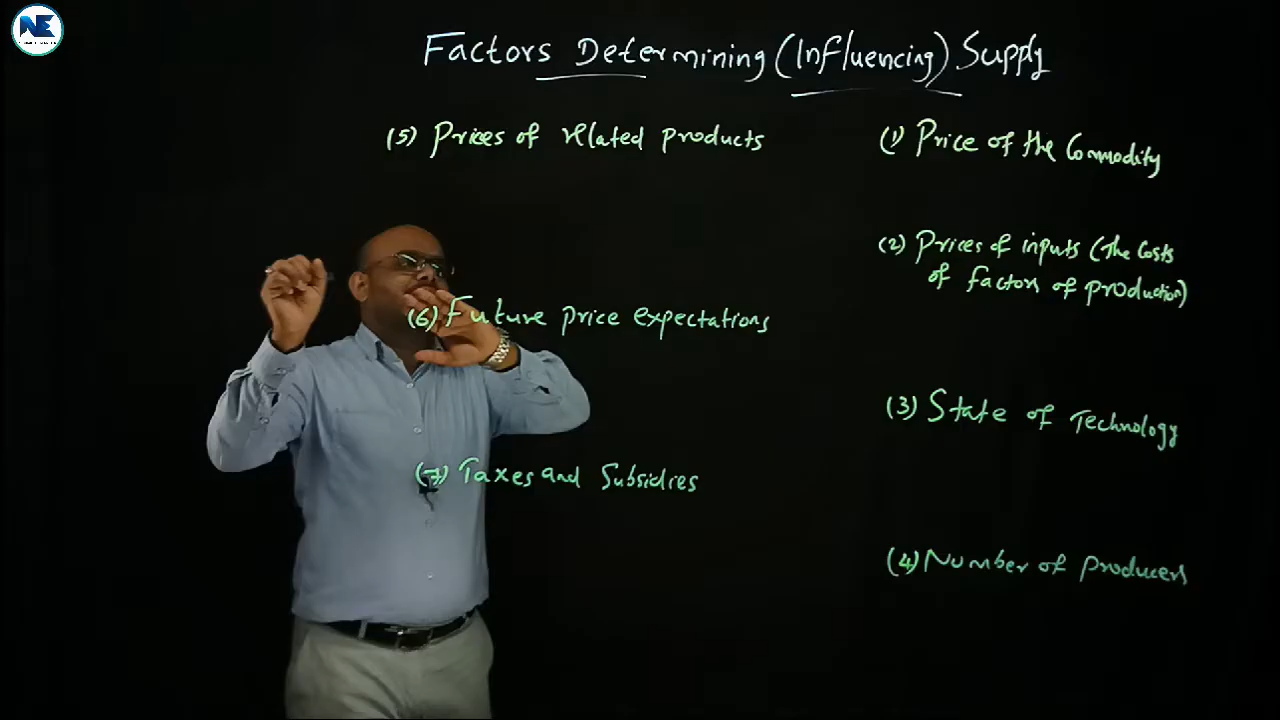 NE
Factors Determining (Influencing) Supply
(1) Price of the Commodity
(2) Prices of inputs (The Costs
of factors of production)
(3) State of Technology
(4) Number of Producers
(5) Prices of related products
(6) Future price expectations
(7) Taxes and Subsidies